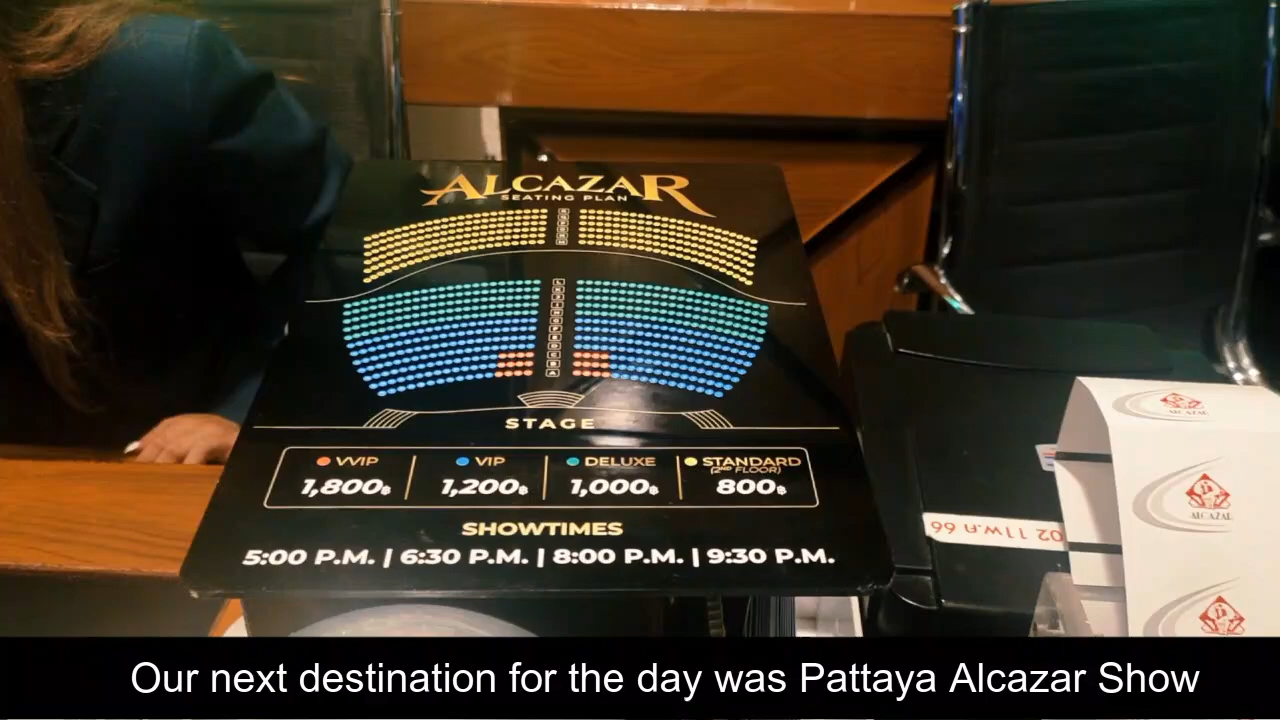 ALCAZAR
SEATING PLAN
STAGE
VVIP
1,800฿
VIP
1,200฿
DELUXE
1,000฿
STANDARD
(2ND FLOOR)
800฿
SHOWTIMES
5:00 P.M. | 6:30 P.M. | 8:00 P.M. | 9:30 P.M.
ALCAZAR
ALCAZAR
Our next destination for the day was Pattaya Alcazar Show